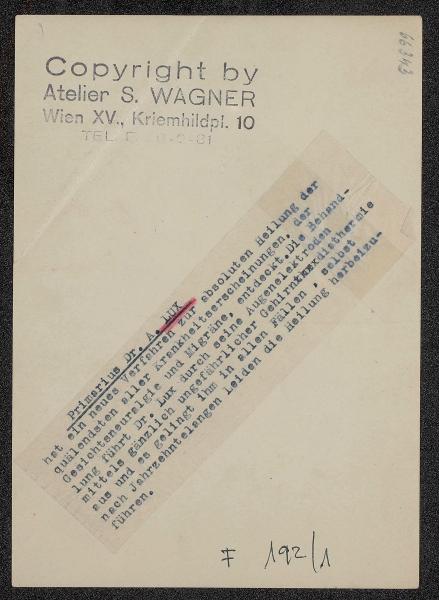 Copyright by
Atelier S. WAGNER
Wien XV., Kriemhildpl. 10
TEL.
66343
Primarius Dr. A. LUX
hat ein neues Verfahren zur absoluten Heilung der
quälendsten aller Krankheitserscheinungen, der
Gesichtsneuralgie und Migräne, entdeckt.Die Behand-
lung führt Dr. Lux durch seine Augenelektroden
mittels gänzlich ungefährlicher Gehirndiathermie
aus und es gelingt ihm in allen Fällen , selbst
nach Jahrzehntelangen Leiden die Heilung herbeizu-
führen.
F 192/1